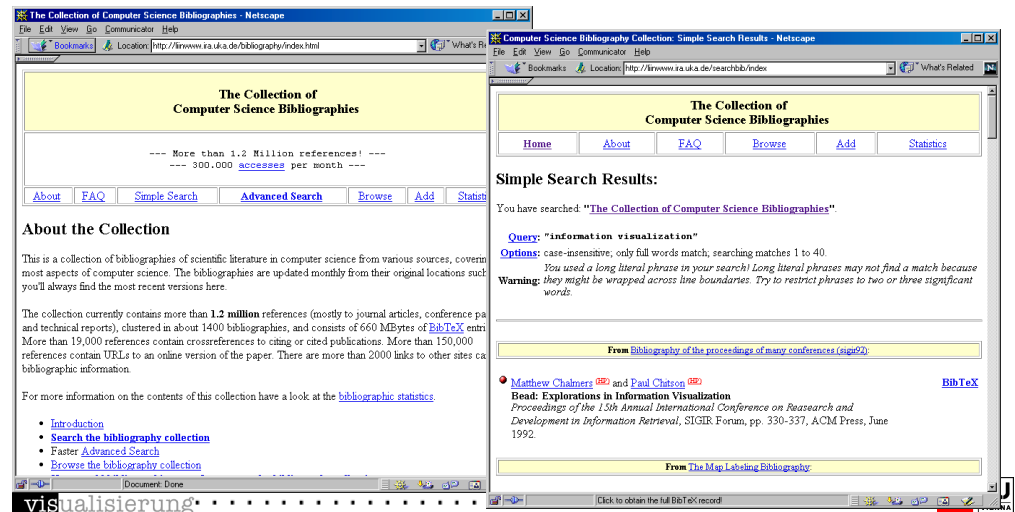 The Collection of Computer Science Bibliographies - Netscape
File Edit View Go Communicator Help
Bookmarks Location: http://liinwww.ira.uka.de/bibliography/index.html What's Re
The Collection of
Computer Science Bibliographies
--- More than 1.2 Million references! ---
--- 300.000 accesses per month ---
About FAQ Simple Search Advanced Search Browse Add Statisti
About the Collection
This is a collection of bibliographies of scientific literature in computer science from various sources, coverin
most aspects of computer science. The bibliographies are updated monthly from their original locations such
you'll always find the most recent versions here.
The collection currently contains more than 1.2 million references (mostly to journal articles, conference pa
and technical reports), clustered in about 1400 bibliographies, and consists of 660 MBytes of BibTeX entri
More than 19,000 references contain crossreferences to citing or cited publications. More than 150,000
references contain URLs to an online version of the paper. There are more than 2000 links to other sites ca
bibliographic information.
For more information on the contents of this collection have a look at the bibliographic statistics.
• Introduction
• Search the bibliography collection
• Faster Advanced Search
• Browse the bibliography collection
Document: Done
Computer Science Bibliography Collection: Simple Search Results - Netscape
File Edit View Go Communicator Help
Bookmarks Location: http://liinwww.ira.uka.de/searchbib/index What's Related N
The Collection of
Computer Science Bibliographies
Home About FAQ Browse Add Statistics
Simple Search Results:
You have searched: "The Collection of Computer Science Bibliographies".
Query: "information visualization"
Options: case-insensitive; only full words match; searching matches 1 to 40.
You used a long literal phrase in your search! Long literal phrases may not find a match because
Warning: they might be wrapped across line boundaries. Try to restrict phrases to two or three significant
words.
From Bibliography of the proceedings of many conferences (sigir92):
Matthew Chalmers (HP) and Paul Chitson (HP) BibTeX
Bead: Explorations in Information Visualization
Proceedings of the 15th Annual International Conference on Reasearch and
Development in Information Retrieval, SIGIR Forum, pp. 330-337, ACM Press, June
1992.
From The Map Labeling Bibliography:
Click to obtain the full BibTeX record!
visualisierung